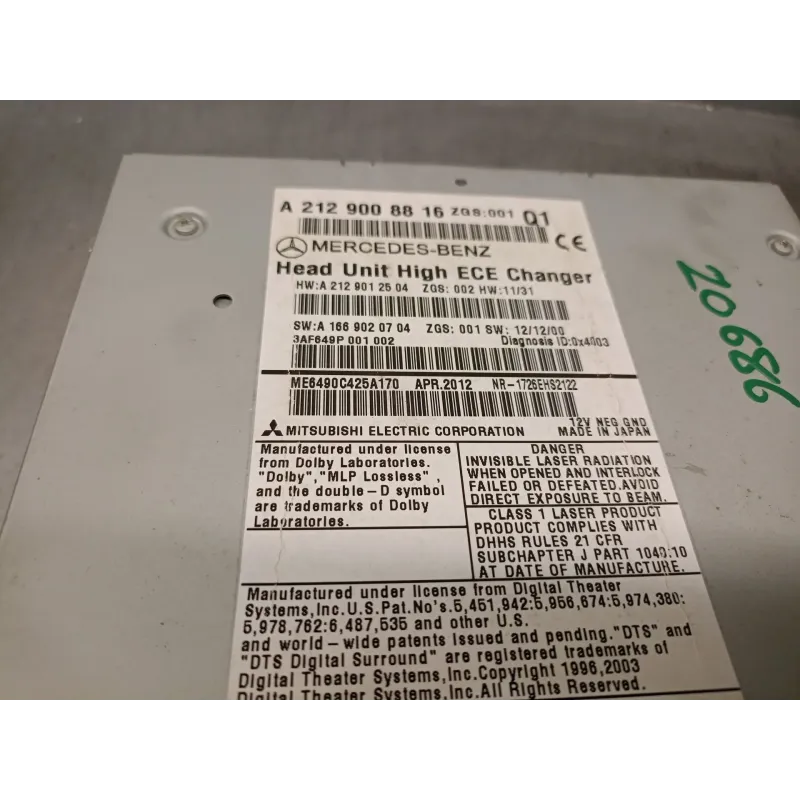 A 212 900 88 16 ZGS:001 Q1
MERCEDES-BENZ CE
Head Unit High ECE Changer
HW:A 212 901 25 04 ZGS: 002 HW:11/31
SW:A 166 902 07 04 ZGS: 001 SW: 12/12/00
3AF649P 001 002 Diagnosis ID:0x4003
ME6490C425A170 APR.2012 NR-1726EHS2122
MITSUBISHI ELECTRIC CORPORATION
12V NEG GND
MADE IN JAPAN
Manufactured under license
from Dolby Laboratories.
"Dolby","MLP Lossless" ,
and the double-D symbol
are trademarks of Dolby
Laboratories.
DANGER
INVISIBLE LASER RADIATION
WHEN OPENED AND INTERLOCK
FAILED OR DEFEATED.AVOID
DIRECT EXPOSURE TO BEAM.
CLASS 1 LASER PRODUCT
PRODUCT COMPLIES WITH
DHHS RULES 21 CFR
SUBCHAPTER J PART 1040.10
AT DATE OF MANUFACTURE.
Manufactured under license from Digital Theater
Systems,Inc.U.S.Pat.No's.5,451,942:5,956,674:5,974,380:
5,978,762:6,487,535 and other U.S.
and world-wide patents issued and pending."DTS" and
"DTS Digital Surround" are registered trademarks of
Digital Theater Systems,Inc.Copyright 1996,2003
Digital Theater Systems,Inc.All Rights Reserved.